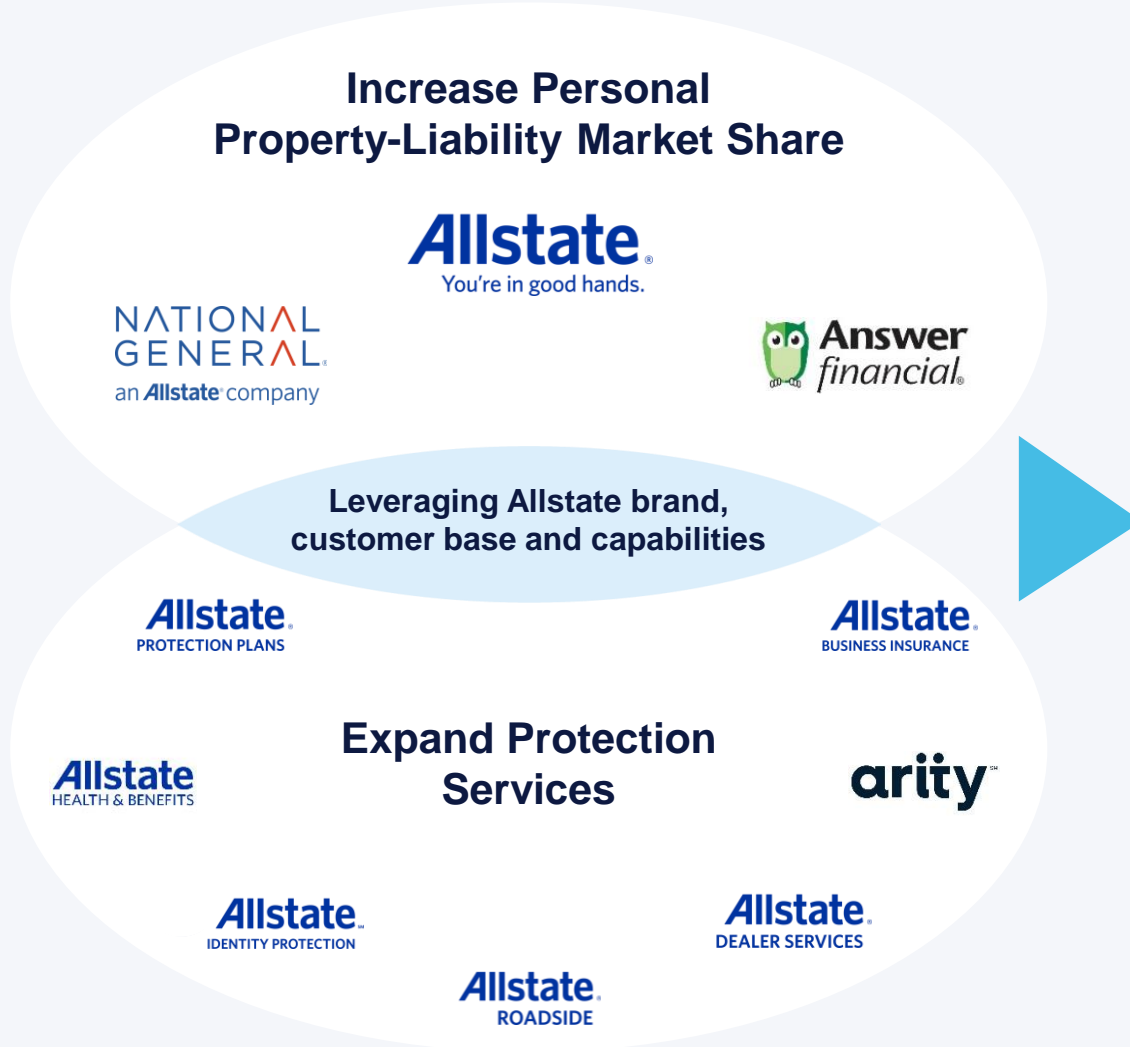 Increase Personal
Property-Liability Market Share
Allstate®
You're in good hands.
NATIONAL
GENERAL®
an Allstate® company
Answer
financial®
Leveraging Allstate brand,
customer base and capabilities
Allstate®
PROTECTION PLANS
Allstate®
BUSINESS INSURANCE
Expand Protection
Services
Allstate
HEALTH & BENEFITS
arity℠
Allstate℠
IDENTITY PROTECTION
Allstate®
DEALER SERVICES
Allstate®
ROADSIDE